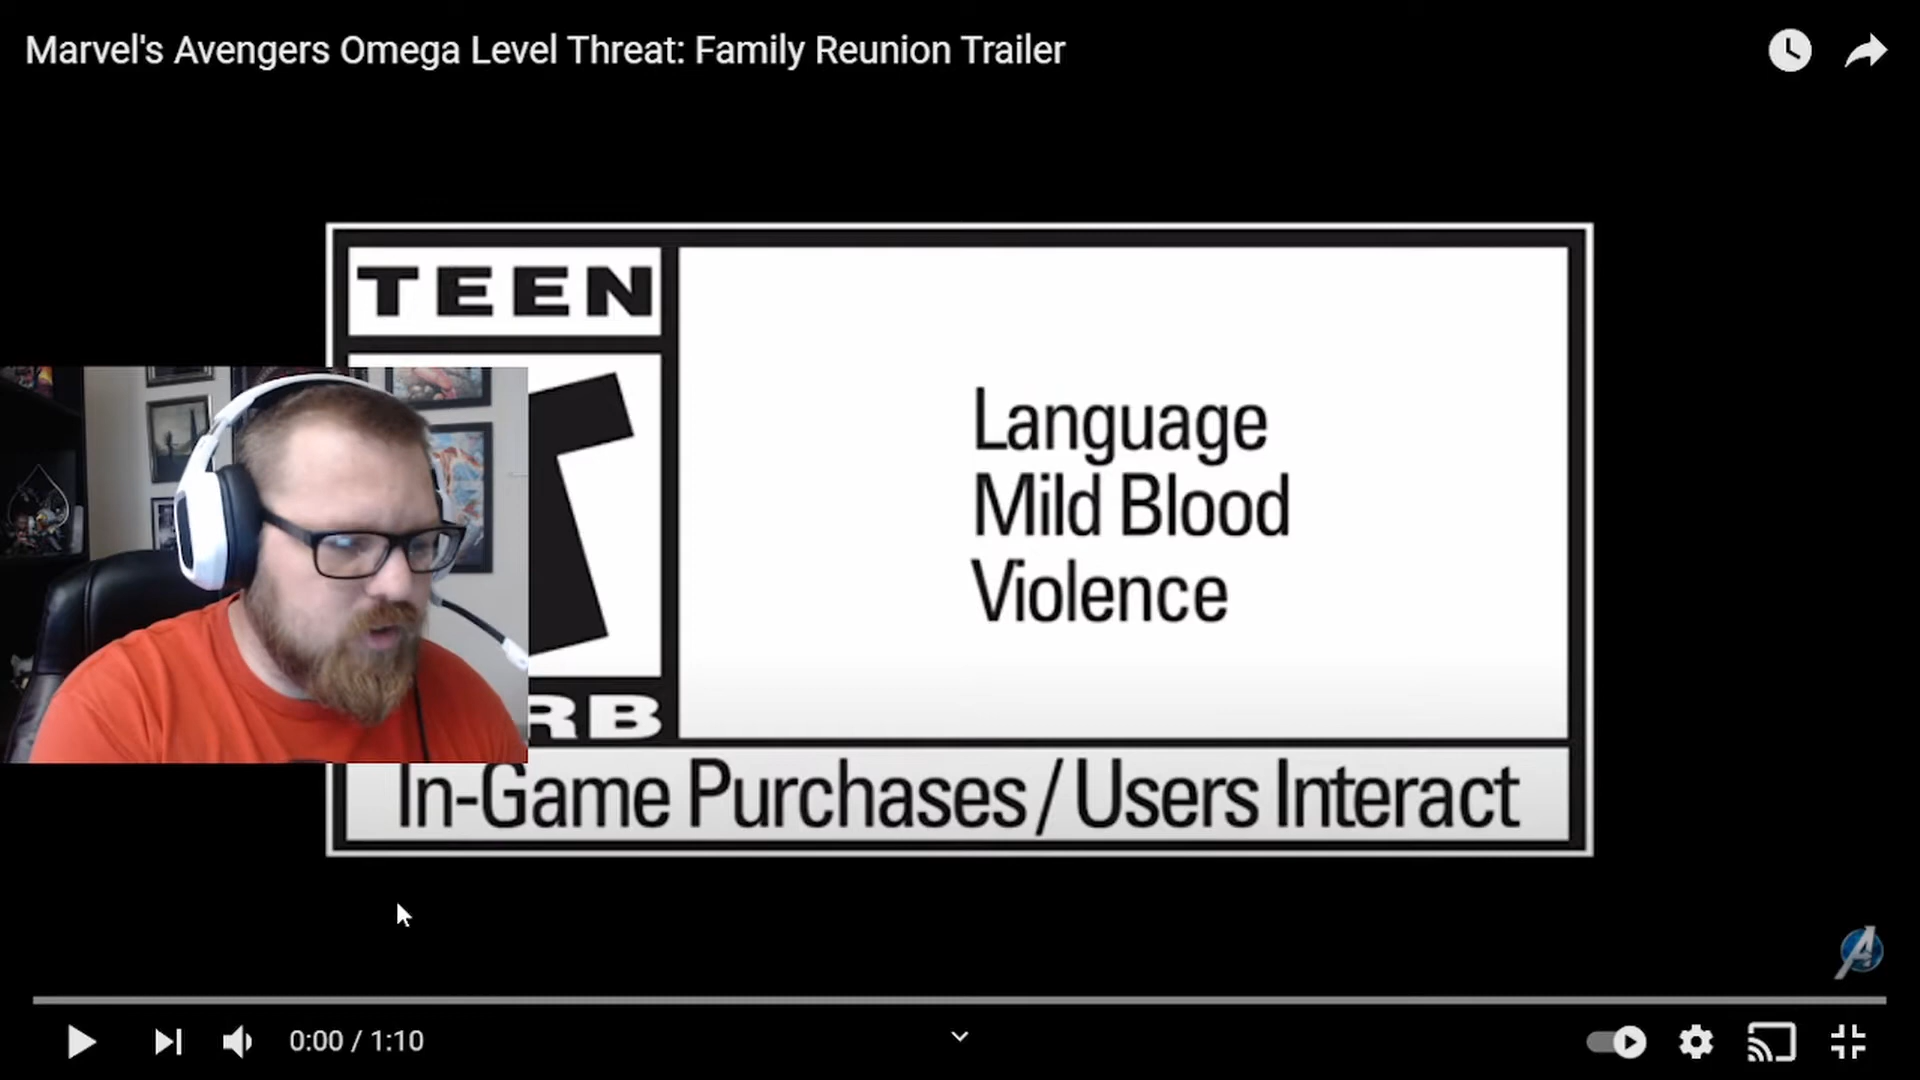 Marvel's Avengers Omega Level Threat: Family Reunion Trailer
TEEN
Language
Mild Blood
Violence
RB
In-Game Purchases / Users Interact
0:00 / 1:10